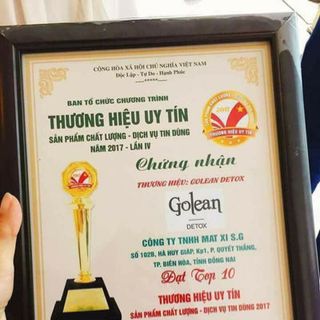 CỘNG HÒA XÃ HỘI CHỦ NGHĨA VIỆT NAM
Độc Lập - Tự Do - Hạnh Phúc
BAN TỔ CHỨC CHƯƠNG TRÌNH
THƯƠNG HIỆU UY TÍN
SẢN PHẨM CHẤT LƯỢNG - DỊCH VỤ TIN DÙNG
NĂM 2017 - LẦN IV
2017
Chứng nhận
THƯƠNG HIỆU: GOLEAN DETOX
Golean
DETOX
CÔNG TY TNHH MAT XI S.G
SỐ 102B, HÀ HUY GIÁP, Kp1, P. QUYẾT THẮNG,
TP. BIÊN HÒA, TỈNH ĐỒNG NAI
Đạt Top 10
THƯƠNG HIỆU UY TÍN
SẢN PHẨM CHẤT LƯỢNG - DỊCH VỤ TIN DÙNG 2017